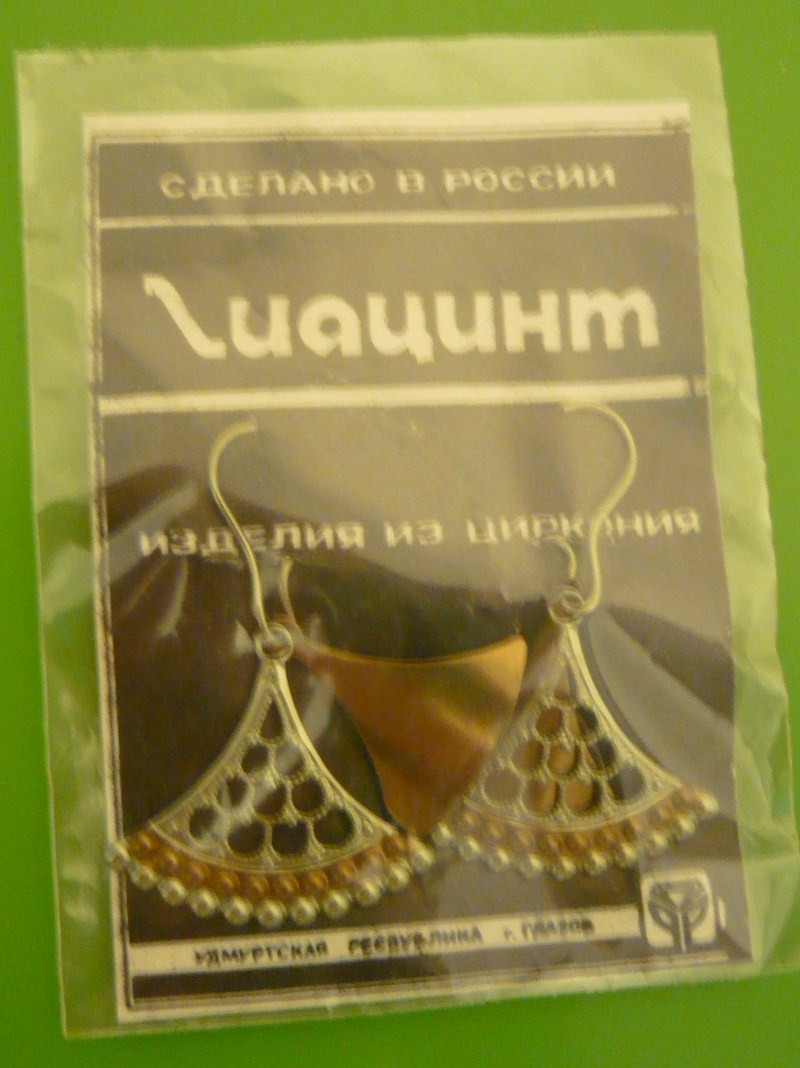 СДЕЛАНО В РОССИИ
Гиацинт
ИЗДЕЛИЯ ИЗ ЦИРКОНИЯ
УДМУРТСКАЯ РЕСПУБЛИКА г. ГЛАЗОВ